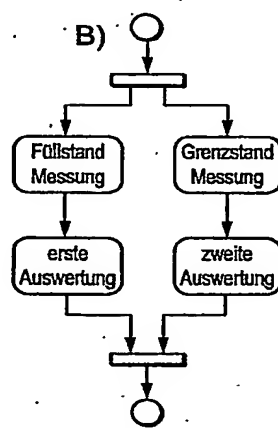 B)
Füllstand
Messung
Grenzstand
Messung
erste
Auswertung
zweite
Auswertung